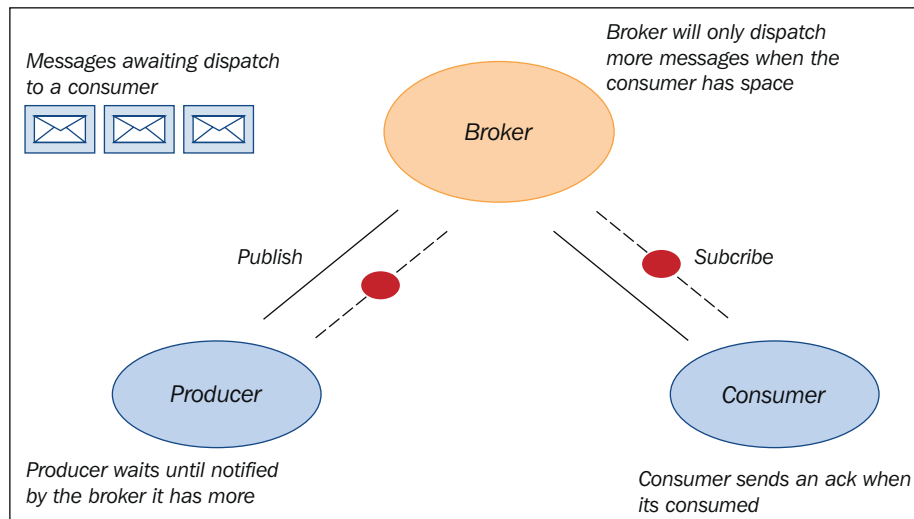 Messages awaiting dispatch
to a consumer
Broker will only dispatch
more messages when the
consumer has space
Broker
Publish
Subcribe
Producer
Consumer
Producer waits until notified
by the broker it has more
Consumer sends an ack when
its consumed